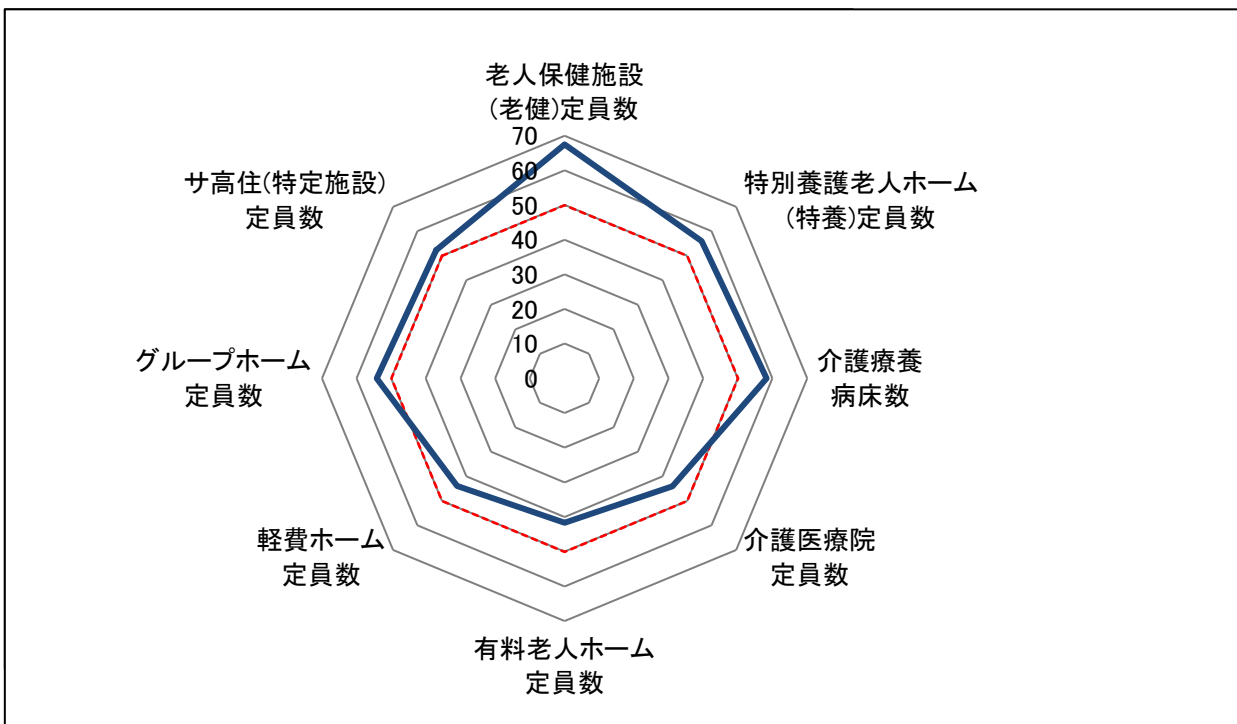 老人保健施設
(老健)定員数
特別養護老人ホーム
(特養)定員数
介護療養
病床数
介護医療院
定員数
有料老人ホーム
定員数
軽費ホーム
定員数
グループホーム
定員数
サ高住(特定施設)
定員数
70
60
50
40
30
20
10
0